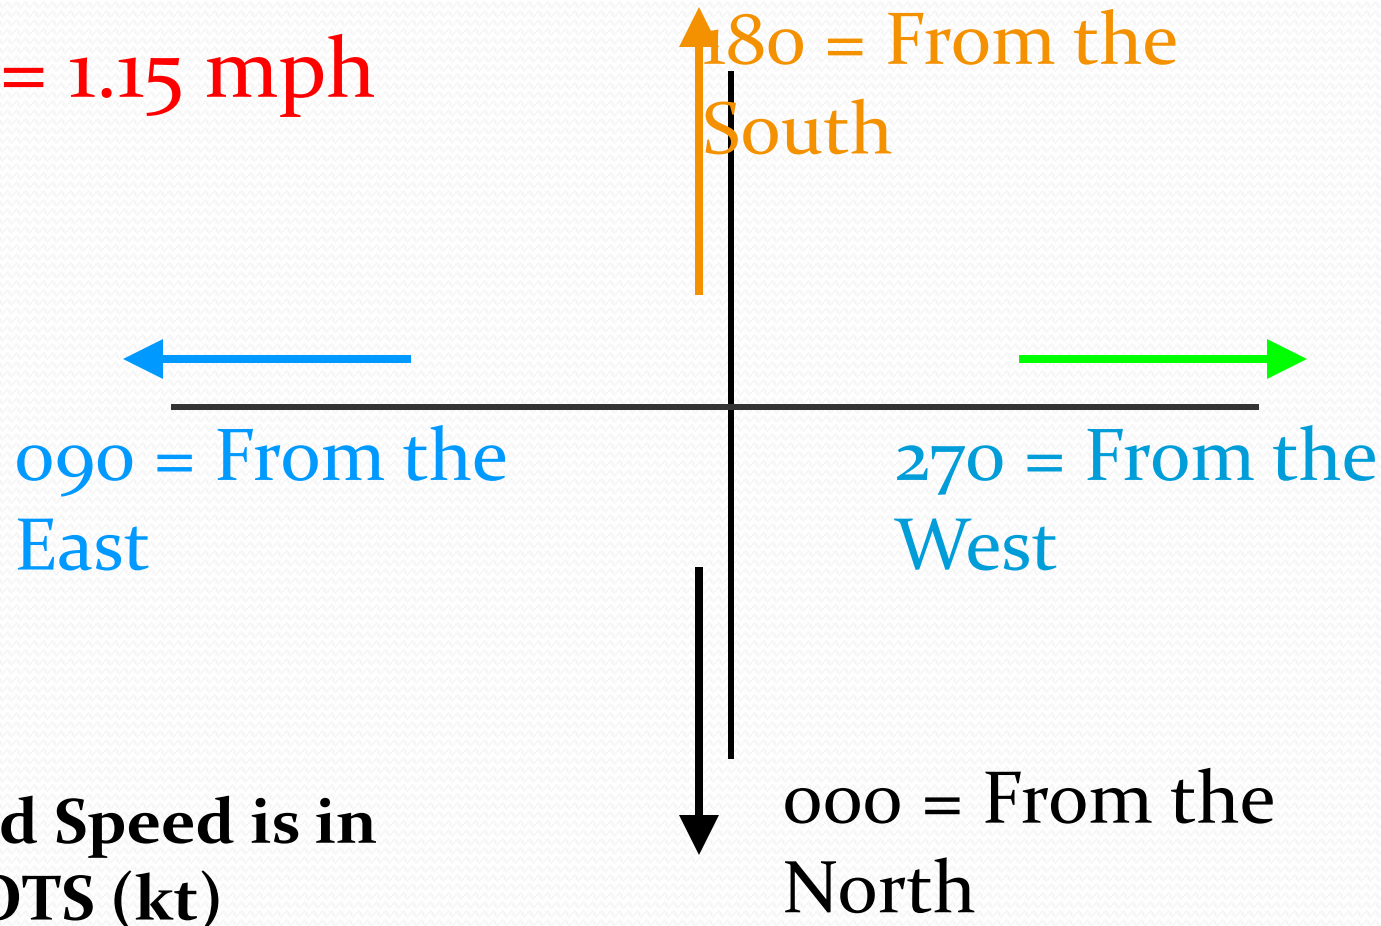 = 1.15 mph
180 = From the
South
090 = From the
East
270 = From the
West
000 = From the
North
d Speed is in
OTS (kt)